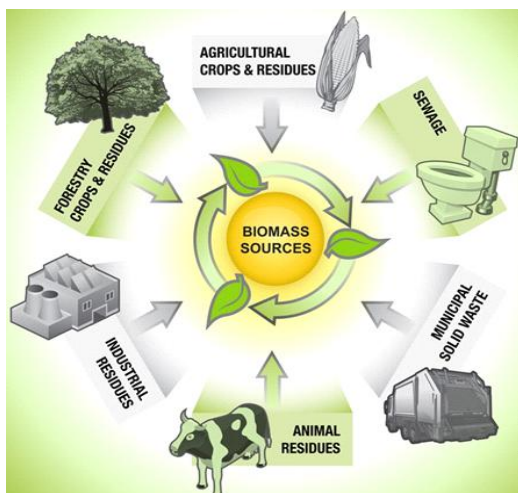 AGRICULTURAL
CROPS & RESIDUES
SEWAGE
FORESTRY
CROPS & RESIDUES
BIOMASS
SOURCES
INDUSTRIAL
RESIDUES
MUNICIPAL
SOLID WASTE
ANIMAL
RESIDUES